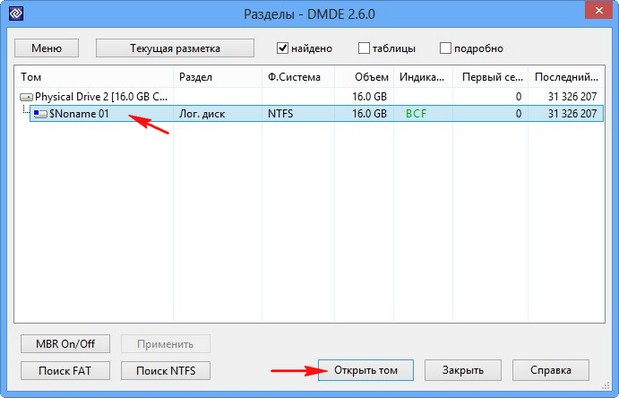 Разделы - DMDE 2.6.0
Меню Текущая разметка найдено таблицы подробно
Том Раздел Ф.Система Объем Индика... Первый се... Последний...
Physical Drive 2 [16.0 GB C... 16.0 GB 0 31 326 207
$Noname 01 Лог. диск NTFS 16.0 GB BCF 0 31 326 207
MBR On/Off Применить
Поиск FAT Поиск NTFS Открыть том Закрыть Справка